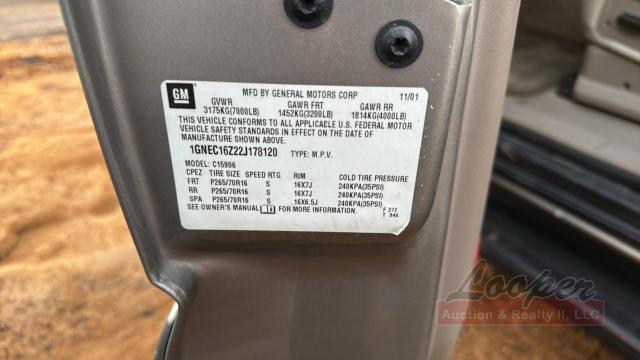 GM
MFD BY GENERAL MOTORS CORP 11/01
GVWR GAWR FRT GAWR RR
3175KG(7000LB) 1452KG(3200LB) 1814KG(4000LB)
THIS VEHICLE CONFORMS TO ALL APPLICABLE U.S. FEDERAL MOTOR
VEHICLE SAFETY STANDARDS IN EFFECT ON THE DATE OF
MANUFACTURE SHOWN ABOVE.
1GNEC16Z22J178120 TYPE: M.P.V.
MODEL: C15906
CPEZ TIRE SIZE SPEED RTG RIM COLD TIRE PRESSURE
FRT P265/70R16 S 16X7J 240KPA(35PSI)
RR P265/70R16 S 16X7J 240KPA(35PSI)
SPA P265/70R16 S 16X6.5J 240KPA(35PSI)
SEE OWNER'S MANUAL FOR MORE INFORMATION.
F 272
T 946
Looper
Auction & Realty II, LLC